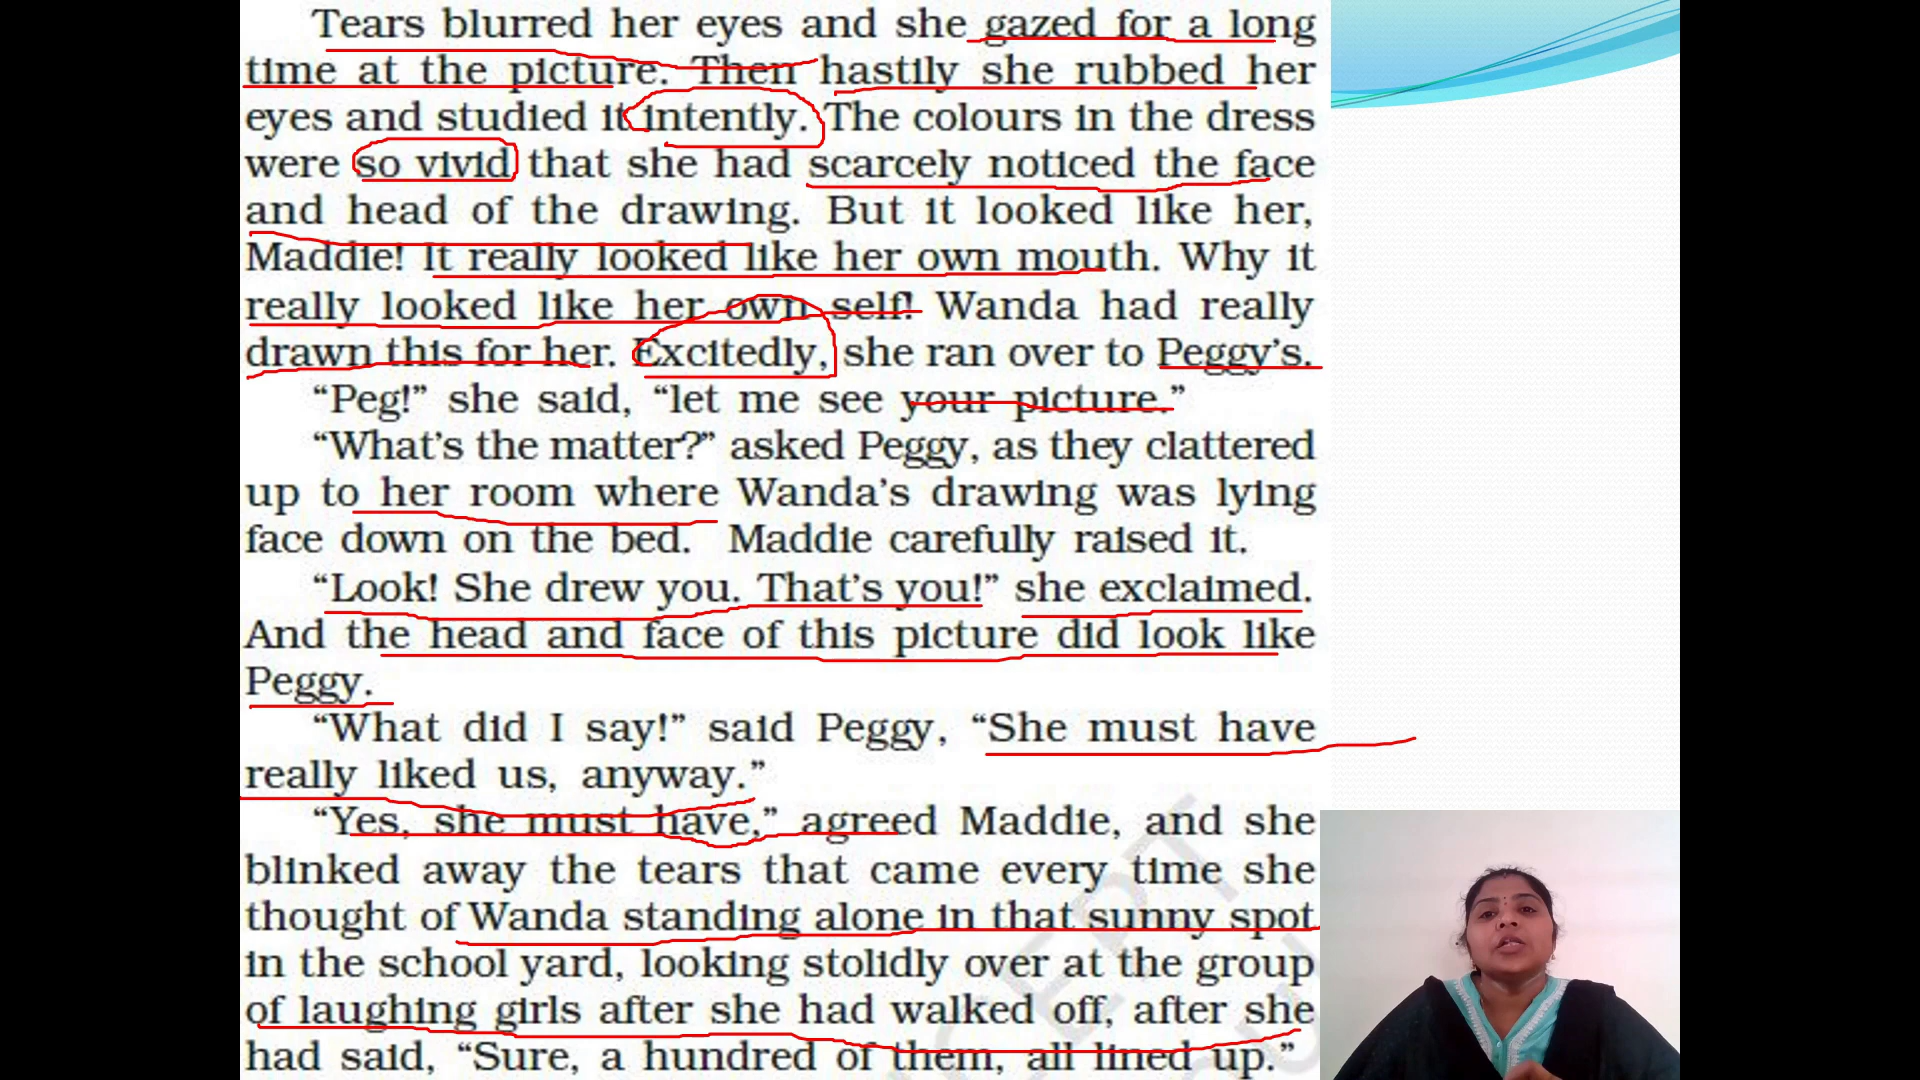 Tears blurred her eyes and she gazed for a long
time at the picture. Then hastily she rubbed her
eyes and studied it intently. The colours in the dress
were so vivid that she had scarcely noticed the face
and head of the drawing. But it looked like her,
Maddie! It really looked like her own mouth. Why it
really looked like her own self! Wanda had really
drawn this for her. Excitedly, she ran over to Peggy’s.
“Peg!” she said, “let me see your picture.”
“What’s the matter?” asked Peggy, as they clattered
up to her room where Wanda’s drawing was lying
face down on the bed. Maddie carefully raised it.
“Look! She drew you. That’s you!” she exclaimed.
And the head and face of this picture did look like
Peggy.
“What did I say!” said Peggy, “She must have
really liked us, anyway.”
“Yes, she must have,” agreed Maddie, and she
blinked away the tears that came every time she
thought of Wanda standing alone in that sunny spot
in the school yard, looking stolidly over at the group
of laughing girls after she had walked off, after she
had said, “Sure, a hundred of them, all lined up.”